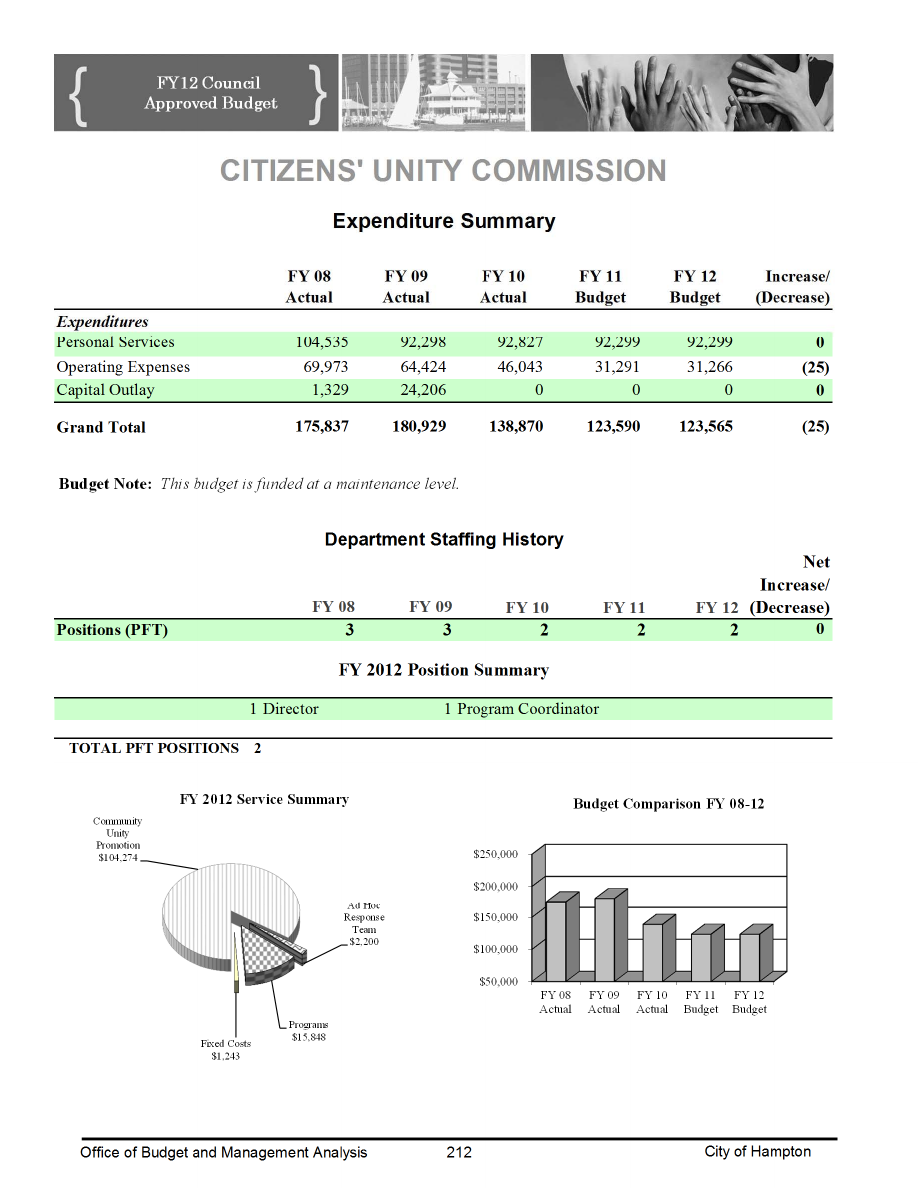 FY12 Council
Approved Budget
CITIZENS' UNITY COMMISSION
Expenditure Summary
FY 08 FY 09 FY 10 FY 11 FY 12 Increase/
Actual Actual Actual Budget Budget (Decrease)
Expenditures
Personal Services 104,535 92,298 92,827 92,299 92,299 0
Operating Expenses 69,973 64,424 46,043 31,291 31,266 (25)
Capital Outlay 1,329 24,206 0 0 0 0
Grand Total 175,837 180,929 138,870 123,590 123,565 (25)
Budget Note: This budget is funded at a maintenance level.
Department Staffing History
Net
Increase/
FY 08 FY 09 FY 10 FY 11 FY 12 (Decrease)
Positions (PFT) 3 3 2 2 2 0
FY 2012 Position Summary
1 Director 1 Program Coordinator
TOTAL PFT POSITIONS 2
FY 2012 Service Summary
Community
Unity
Promotion
$104,274
Ad Hoc
Response
Team
$2,200
Programs
$15,848
Fixed Costs
$1,243
Budget Comparison FY 08-12
$250,000
$200,000
$150,000
$100,000
$50,000
FY 08 FY 09 FY 10 FY 11 FY 12
Actual Actual Actual Budget Budget
Office of Budget and Management Analysis 212 City of Hampton